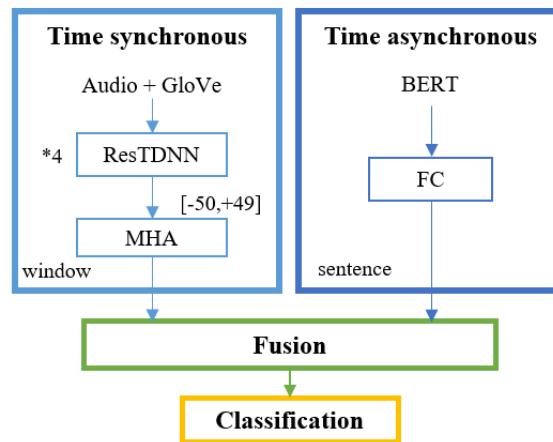 Time synchronous
Audio + GloVe
*4
ResTDNN
[-50,+49]
MHA
window
Time asynchronous
BERT
FC
sentence
Fusion
Classification